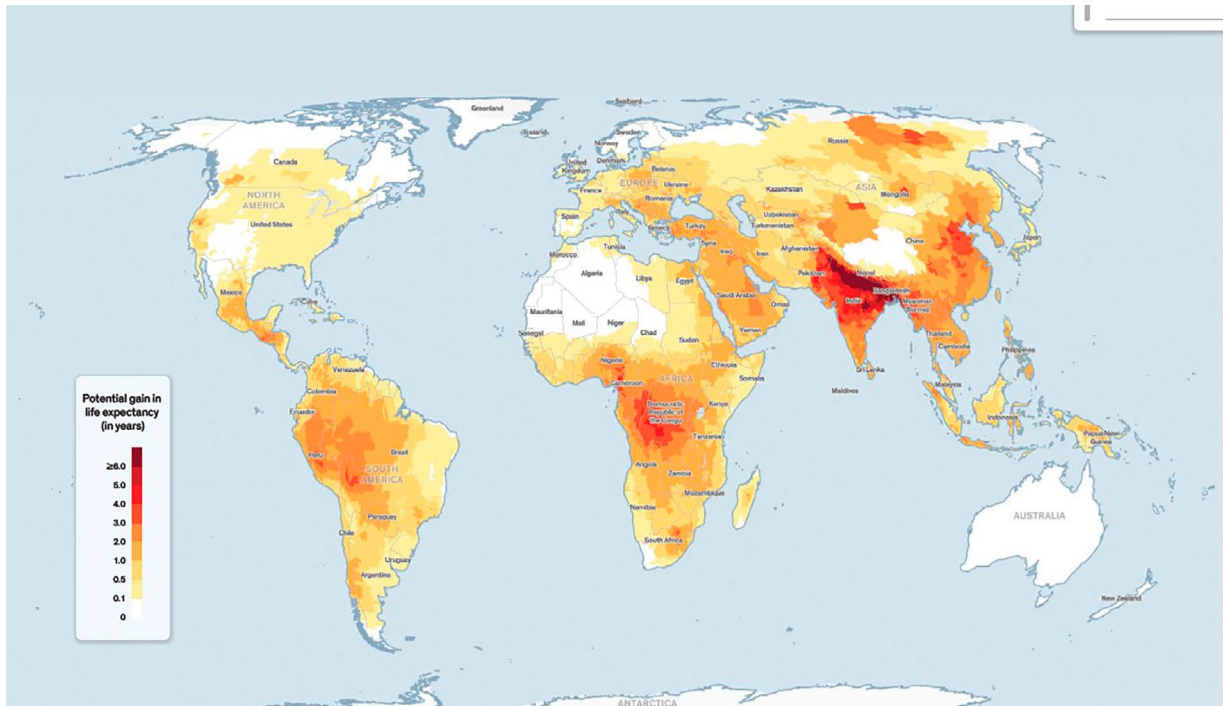 Greenland
Svalbard
Iceland
Sweden
Norway
Russia
Canada
United
Kingdom
Denmark
Belarus
EUROPE
Ukraine
ASIA
Kazakhstan
Mongolia
NORTH
AMERICA
France
Romania
United States
Spain
Italy
Greece
Turkey
Uzbekistan
Turkmenistan
China
Japan
Tunisia
Syria
Morocco
Iraq
Iran
Afghanistan
Algeria
Libya
Egypt
Pakistan
Nepal
Mexico
Cuba
Saudi Arabia
Bangladesh
India
Myanmar
Oman
Mauritania
Mali
Niger
Chad
Senegal
Sudan
Yemen
Thailand
Cambodia
Philippines
Nigeria
Ethiopia
Venezuela
Cameroon
AFRICA
Somalia
Sri Lanka
Maldives
Malaysia
Colombia
Ecuador
Democratic
Republic of
the Congo
Kenya
Indonesia
Papua New
Guinea
Tanzania
Peru
Brazil
SOUTH
AMERICA
Angola
Zambia
Mozambique
Namibia
Paraguay
Chile
South Africa
AUSTRALIA
Uruguay
Argentina
New Zealand
ANTARCTICA
Potential gain in
life expectancy
(in years)
≥6.0
5.0
4.0
3.0
2.0
1.0
0.5
0.1
0